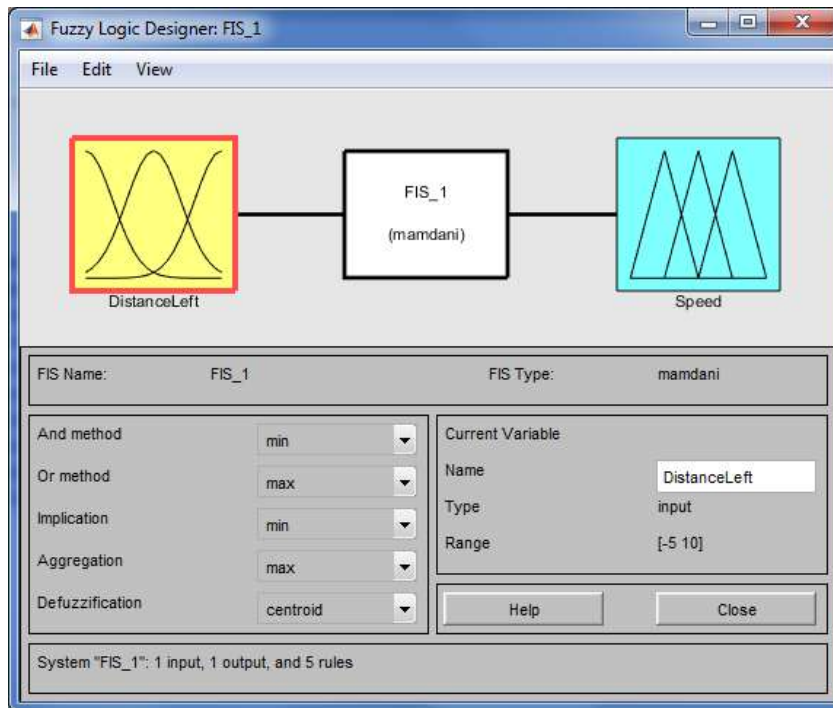 Fuzzy Logic Designer: FIS_1
File Edit View
FIS_1
(mamdani)
DistanceLeft
Speed
FIS Name: FIS_1 FIS Type: mamdani
And method min
Or method max
Implication min
Aggregation max
Defuzzification centroid
Current Variable
Name DistanceLeft
Type input
Range [-5 10]
Help Close
System "FIS_1": 1 input, 1 output, and 5 rules